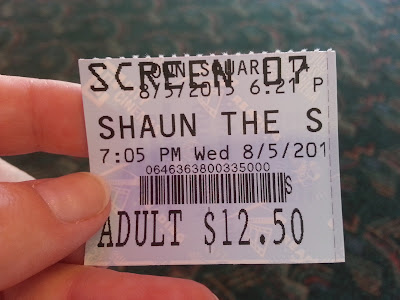 SCREEN 07
SQUARE
8/5/2015 6:21 P
SHAUN THE S
7:05 PM Wed 8/5/201
0646363800335000
S
ADULT $12.50